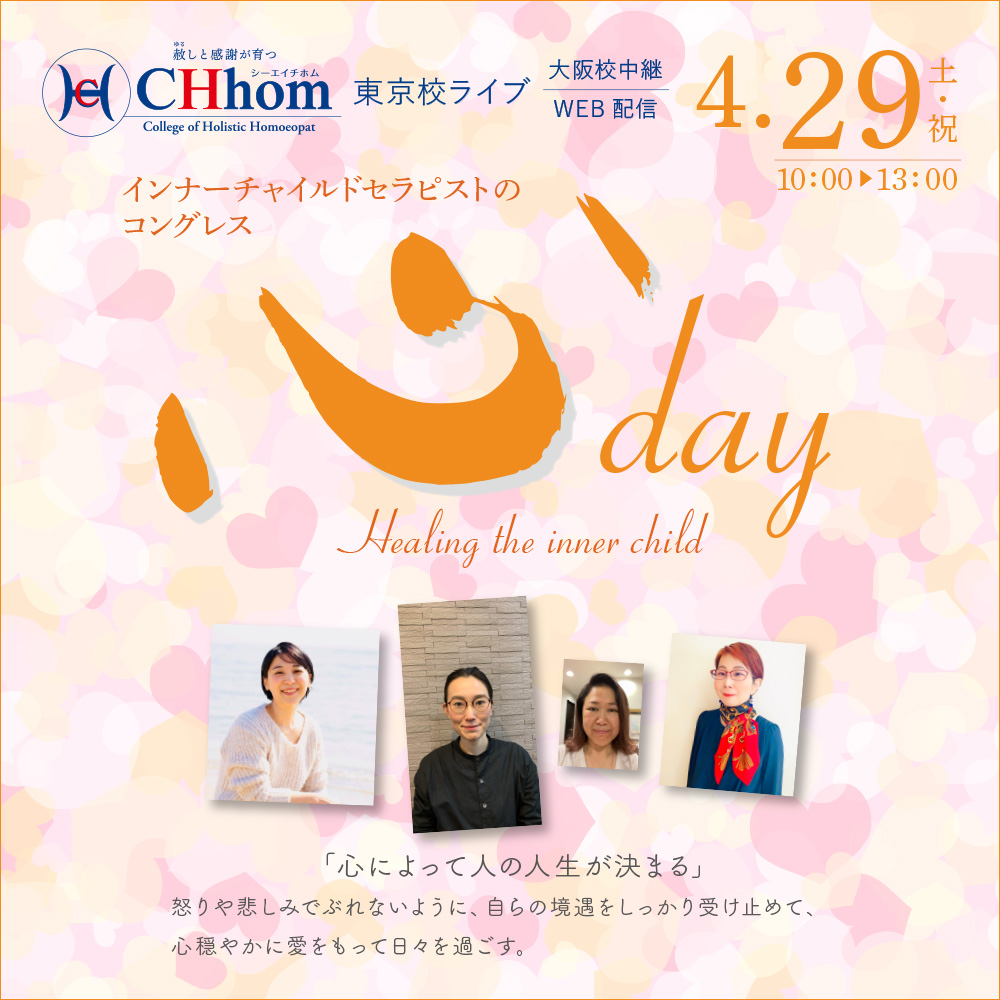 赦しと感謝が育つ
ゆる
シーエイチホム
CHhom
College of Holistic Homoeopat
東京校ライブ
大阪校中継
WEB 配信
4.29
土・祝
10:00▶13:00
インナーチャイルドセラピストの
コングレス
心 day
Healing the inner child
「心によって人の人生が決まる」
怒りや悲しみでぶれないように、自らの境遇をしっかり受け止めて、
心穏やかに愛をもって日々を過ごす。